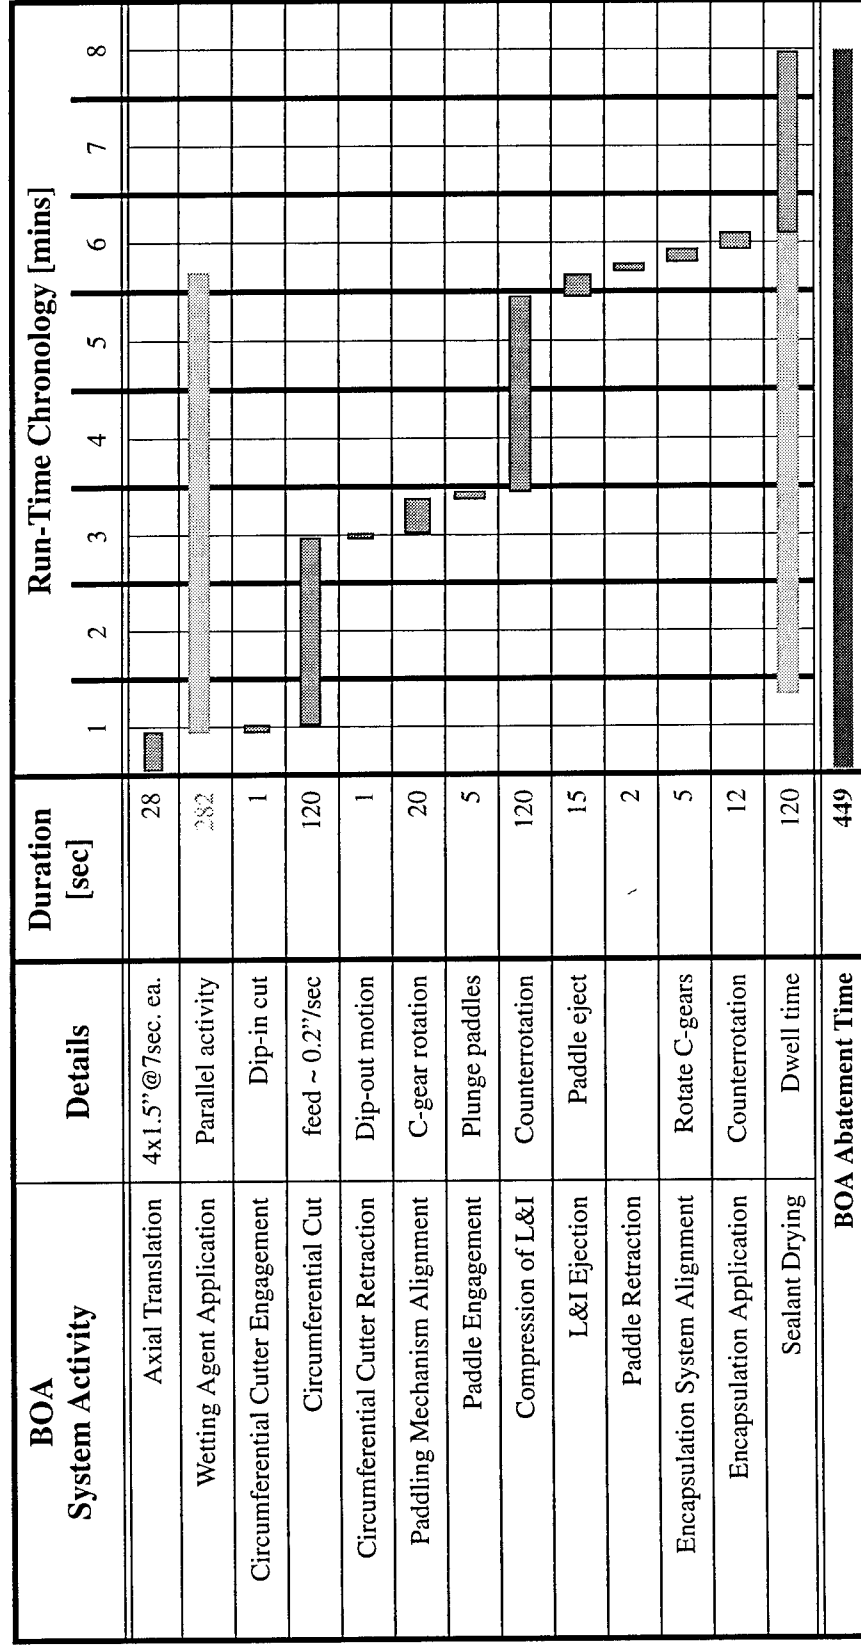 BOA
System Activity
Details
Duration
[sec]
Run-Time Chronology [mins]
1 2 3 4 5 6 7 8
Axial Translation 4x1.5"@7sec. ea. 28
Wetting Agent Application Parallel activity 282
Circumferential Cutter Engagement Dip-in cut 1
Circumferential Cut feed ~ 0.2"/sec 120
Circumferential Cutter Retraction Dip-out motion 1
Paddling Mechanism Alignment C-gear rotation 20
Paddle Engagement Plunge paddles 5
Compression of L&I Counterrotation 120
L&I Ejection Paddle eject 15
Paddle Retraction 2
Encapsulation System Alignment Rotate C-gears 5
Encapsulation Application Counterrotation 12
Sealant Drying Dwell time 120
BOA Abatement Time 449